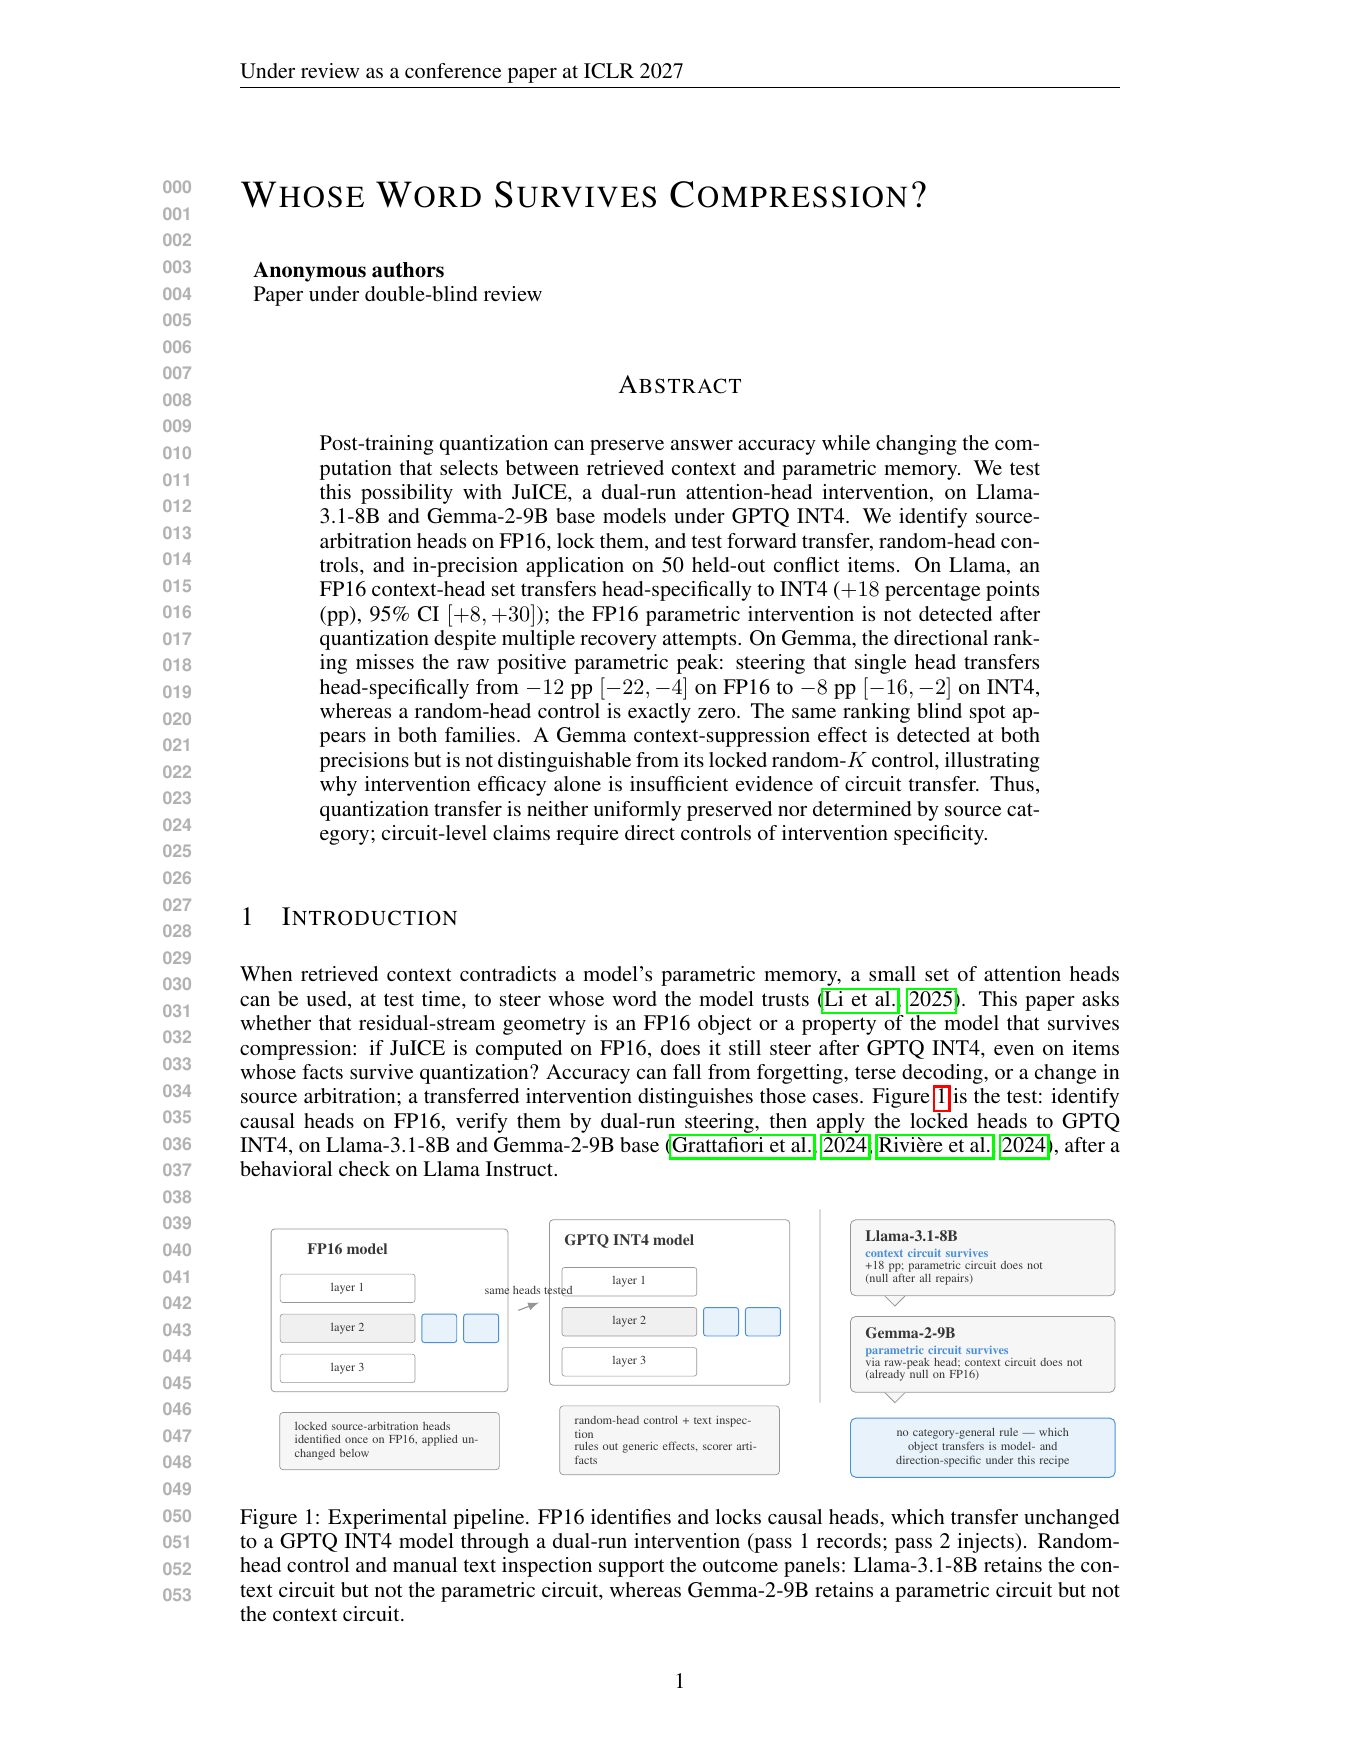 Under review as a conference paper at ICLR 2027
000
001
002
003
004
005
006
007
008
009
010
011
012
013
014
015
016
017
018
019
020
021
022
023
024
025
026
027
028
029
030
031
032
033
034
035
036
037
038
039
040
041
042
043
044
045
046
047
048
049
050
051
052
053
WHOSE WORD SURVIVES COMPRESSION?
Anonymous authors
Paper under double-blind review
ABSTRACT
Post-training quantization can preserve answer accuracy while changing the com-
putation that selects between retrieved context and parametric memory. We test
this possibility with JuICE, a dual-run attention-head intervention, on Llama-
3.1-8B and Gemma-2-9B base models under GPTQ INT4. We identify source-
arbitration heads on FP16, lock them, and test forward transfer, random-head con-
trols, and in-precision application on 50 held-out conflict items. On Llama, an
FP16 context-head set transfers head-specifically to INT4 (+18 percentage points
(pp), 95% CI [+8, +30]); the FP16 parametric intervention is not detected after
quantization despite multiple recovery attempts. On Gemma, the directional rank-
ing misses the raw positive parametric peak: steering that single head transfers
head-specifically from −12 pp [−22, −4] on FP16 to −8 pp [−16, −2] on INT4,
whereas a random-head control is exactly zero. The same ranking blind spot ap-
pears in both families. A Gemma context-suppression effect is detected at both
precisions but is not distinguishable from its locked random-K control, illustrating
why intervention efficacy alone is insufficient evidence of circuit transfer. Thus,
quantization transfer is neither uniformly preserved nor determined by source cat-
egory; circuit-level claims require direct controls of intervention specificity.
1 INTRODUCTION
When retrieved context contradicts a model's parametric memory, a small set of attention heads
can be used, at test time, to steer whose word the model trusts (Li et al., 2025). This paper asks
whether that residual-stream geometry is an FP16 object or a property of the model that survives
compression: if JuICE is computed on FP16, does it still steer after GPTQ INT4, even on items
whose facts survive quantization? Accuracy can fall from forgetting, terse decoding, or a change in
source arbitration; a transferred intervention distinguishes those cases. Figure 1 is the test: identify
causal heads on FP16, verify them by dual-run steering, then apply the locked heads to GPTQ
INT4, on Llama-3.1-8B and Gemma-2-9B base (Grattafiori et al., 2024; Rivière et al., 2024), after a
behavioral check on Llama Instruct.
FP16 model
layer 1
layer 2
layer 3
locked source-arbitration heads
identified once on FP16, applied un-
changed below
same heads tested
GPTQ INT4 model
layer 1
layer 2
layer 3
random-head control + text inspec-
tion
rules out generic effects, scorer arti-
facts
Llama-3.1-8B
context circuit survives
+18 pp; parametric circuit does not
(null after all repairs)
Gemma-2-9B
parametric circuit survives
via raw-peak head; context circuit does not
(already null on FP16)
no category-general rule — which
object transfers is model- and
direction-specific under this recipe
Figure 1: Experimental pipeline. FP16 identifies and locks causal heads, which transfer unchanged
to a GPTQ INT4 model through a dual-run intervention (pass 1 records; pass 2 injects). Random-
head control and manual text inspection support the outcome panels: Llama-3.1-8B retains the con-
text circuit but not the parametric circuit, whereas Gemma-2-9B retains a parametric circuit but not
the context circuit.
1